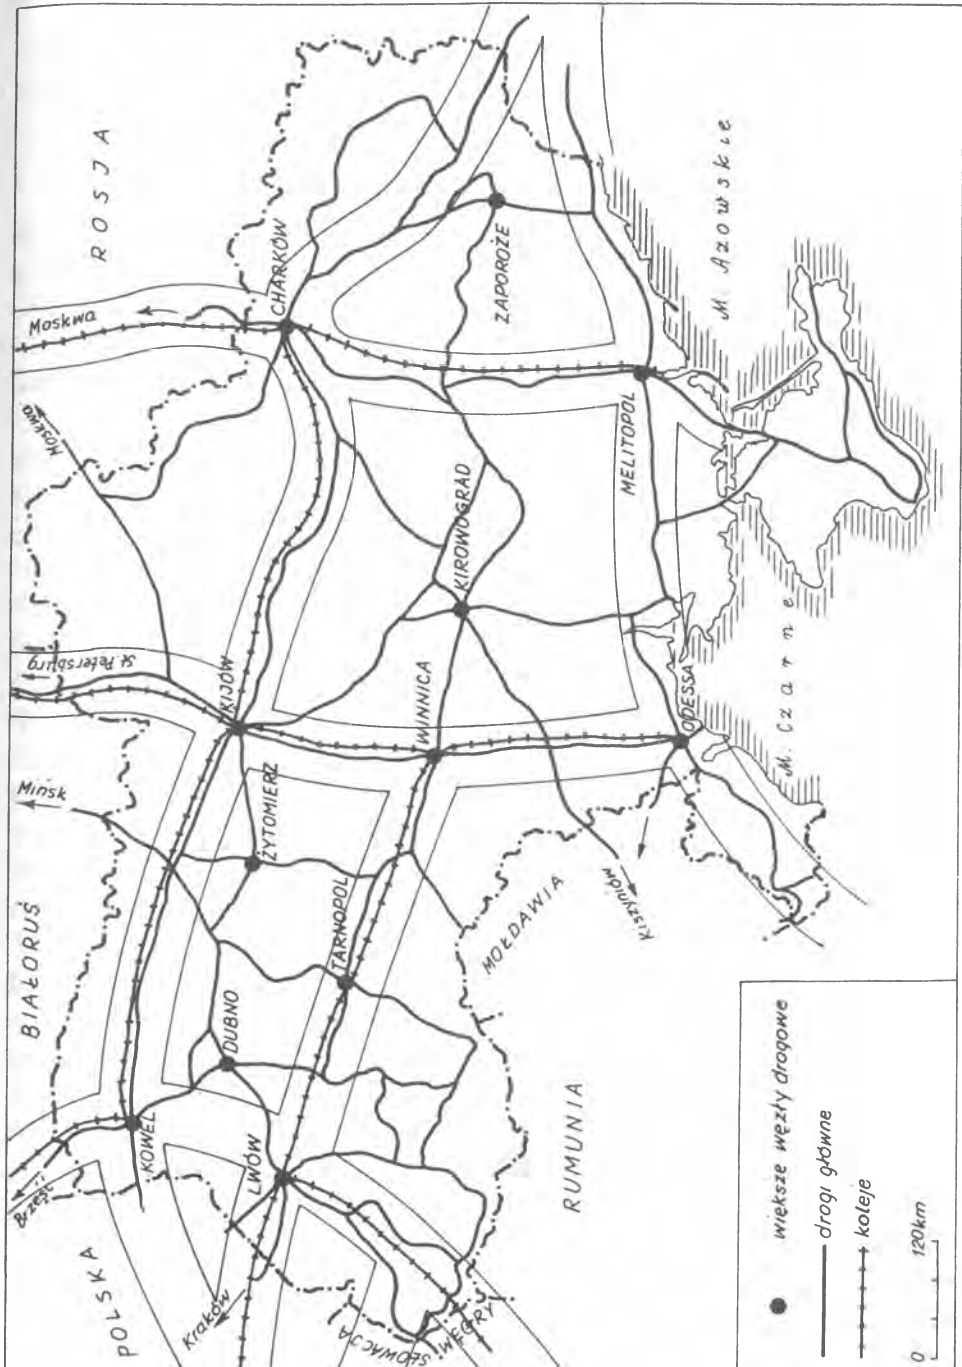 ROSJA
Moskwa
Moskwa
CHARKÓW
ZAPOROŻE
M. Azowskie
St. Petersburg
KIJÓW
KIROWOGRAD
MELITOPOL
BIAŁORUŚ
Mińsk
ŻYTOMIERZ
WINNICA
ODESSA
M. Czarne
TARNOPOL
MOŁDAWIA
Kiszyniów
DUBNO
KOWEL
LWÓW
RUMUNIA
Brześć
POLSKA
Kraków
SŁOWACJA
WĘGRY
większe węzły drogowe
drogi główne
koleje
0 120km